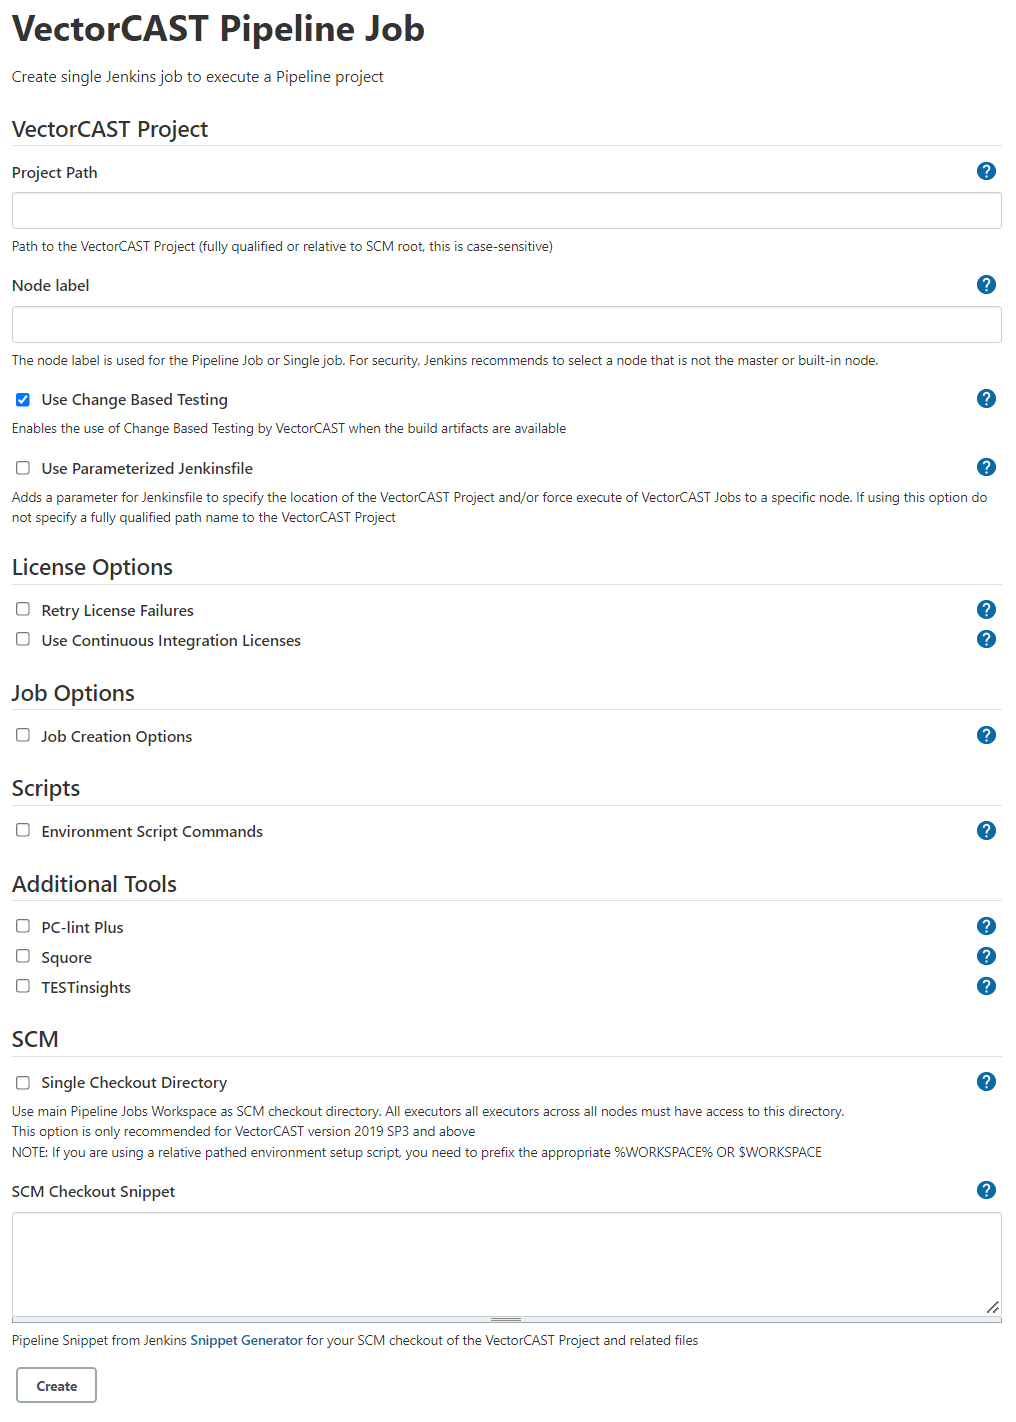 VectorCAST Pipeline Job
Create single Jenkins job to execute a Pipeline project
VectorCAST Project
Project Path
?
Path to the VectorCAST Project (fully qualified or relative to SCM root, this is case-sensitive)
Node label
?
The node label is used for the Pipeline Job or Single job. For security, Jenkins recommends to select a node that is not the master or built-in node.
Use Change Based Testing
?
Enables the use of Change Based Testing by VectorCAST when the build artifacts are available
Use Parameterized Jenkinsfile
?
Adds a parameter for Jenkinsfile to specify the location of the VectorCAST Project and/or force execute of VectorCAST Jobs to a specific node. If using this option do
not specify a fully qualified path name to the VectorCAST Project
License Options
Retry License Failures
?
Use Continuous Integration Licenses
?
Job Options
Job Creation Options
?
Scripts
Environment Script Commands
?
Additional Tools
PC-lint Plus
?
Squore
?
TESTinsights
?
SCM
Single Checkout Directory
?
Use main Pipeline Jobs Workspace as SCM checkout directory. All executors all executors across all nodes must have access to this directory.
This option is only recommended for VectorCAST version 2019 SP3 and above
NOTE: If you are using a relative pathed environment setup script, you need to prefix the appropriate %WORKSPACE% OR $WORKSPACE
SCM Checkout Snippet
?
Pipeline Snippet from Jenkins Snippet Generator for your SCM checkout of the VectorCAST Project and related files
Create